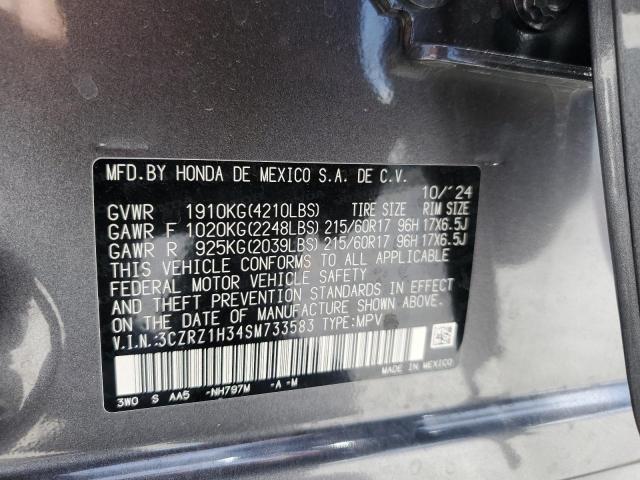 MFD.BY HONDA DE MEXICO S.A. DE C.V.
10/'24
GVWR 1910KG(4210LBS) TIRE SIZE RIM SIZE
GAWR F 1020KG(2248LBS) 215/60R17 96H 17X6.5J
GAWR R 925KG(2039LBS) 215/60R17 96H 17X6.5J
THIS VEHICLE CONFORMS TO ALL APPLICABLE
FEDERAL MOTOR VEHICLE SAFETY
AND THEFT PREVENTION STANDARDS IN EFFECT
ON THE DATE OF MANUFACTURE SHOWN ABOVE.
V.I.N.:3CZRZ1H34SM733583 TYPE:MPV
MADE IN MEXICO
3W0 S AA5 -NH797M -A -M